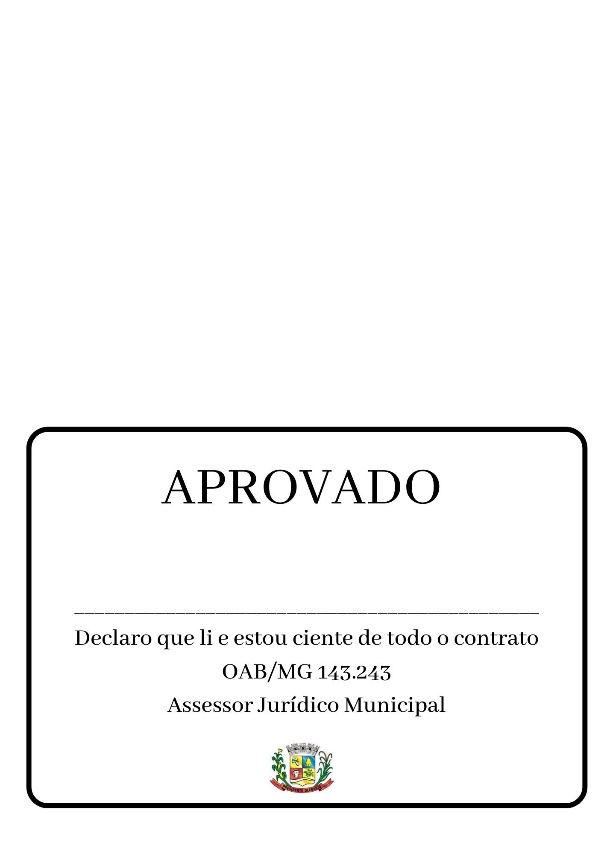 APROVADO
Declaro que li e estou ciente de todo o contrato
OAB/MG 143.243
Assessor Jurídico Municipal